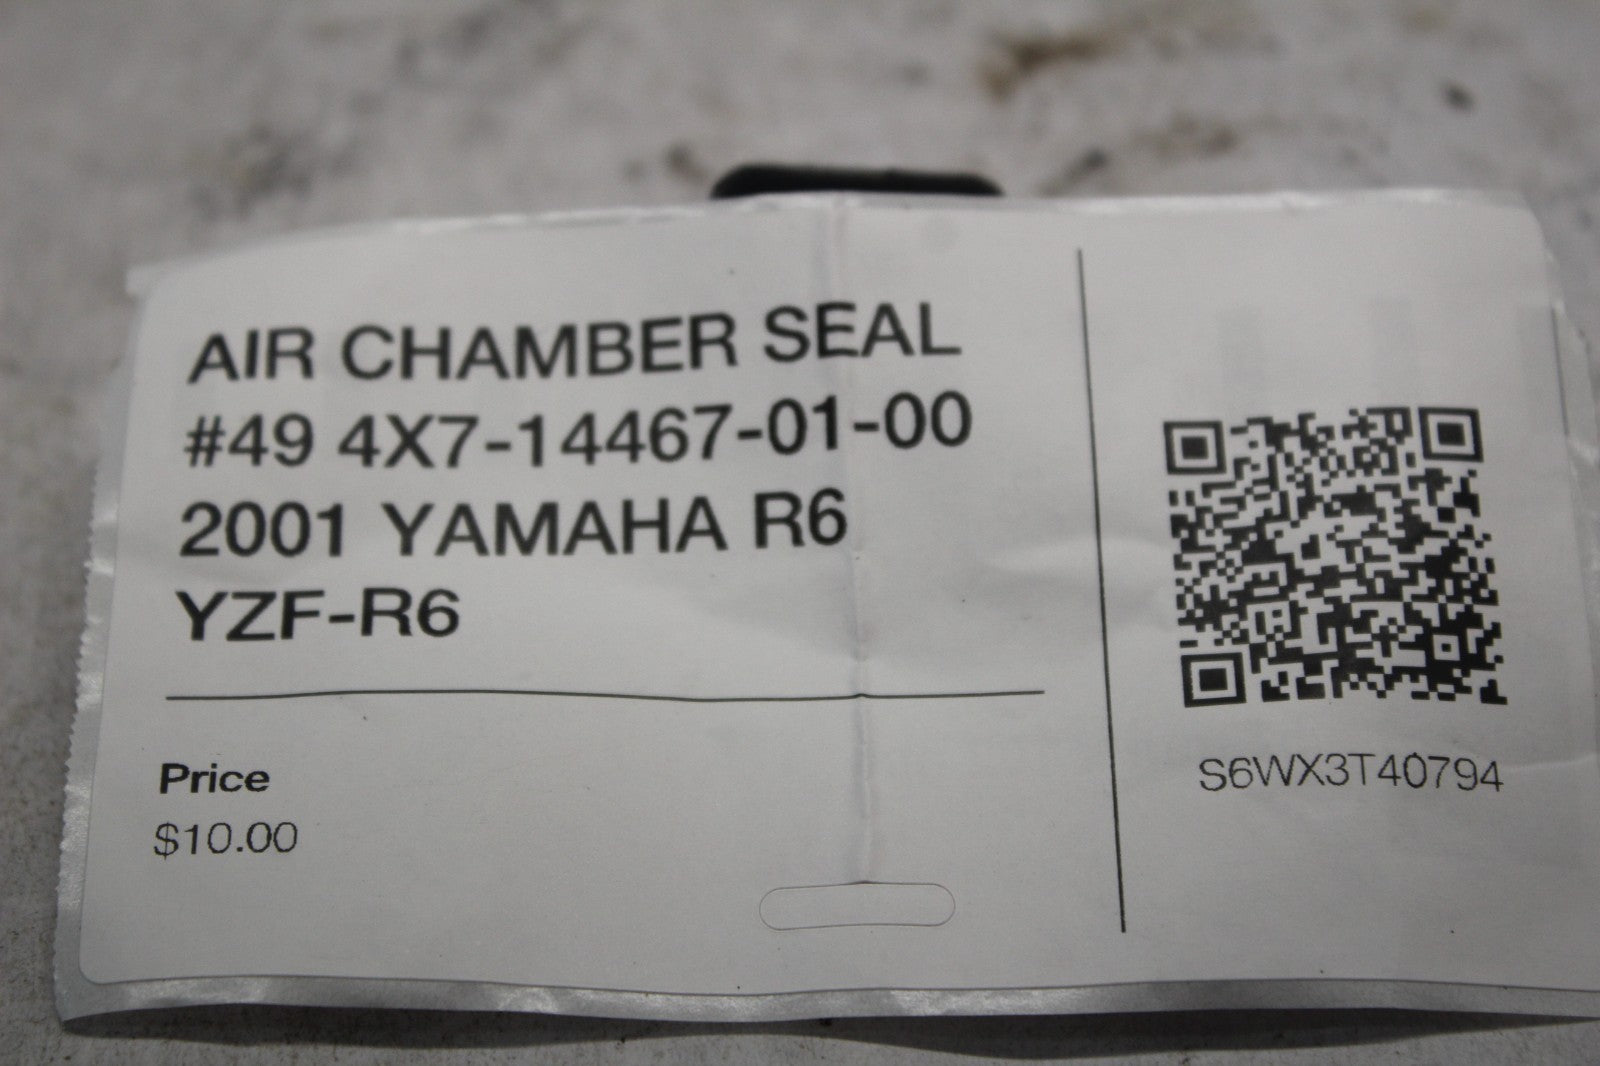 AIR CHAMBER SEAL
#49 4X7-14467-01-00
2001 YAMAHA R6
YZF-R6
Price
$10.00
S6WX3T40794